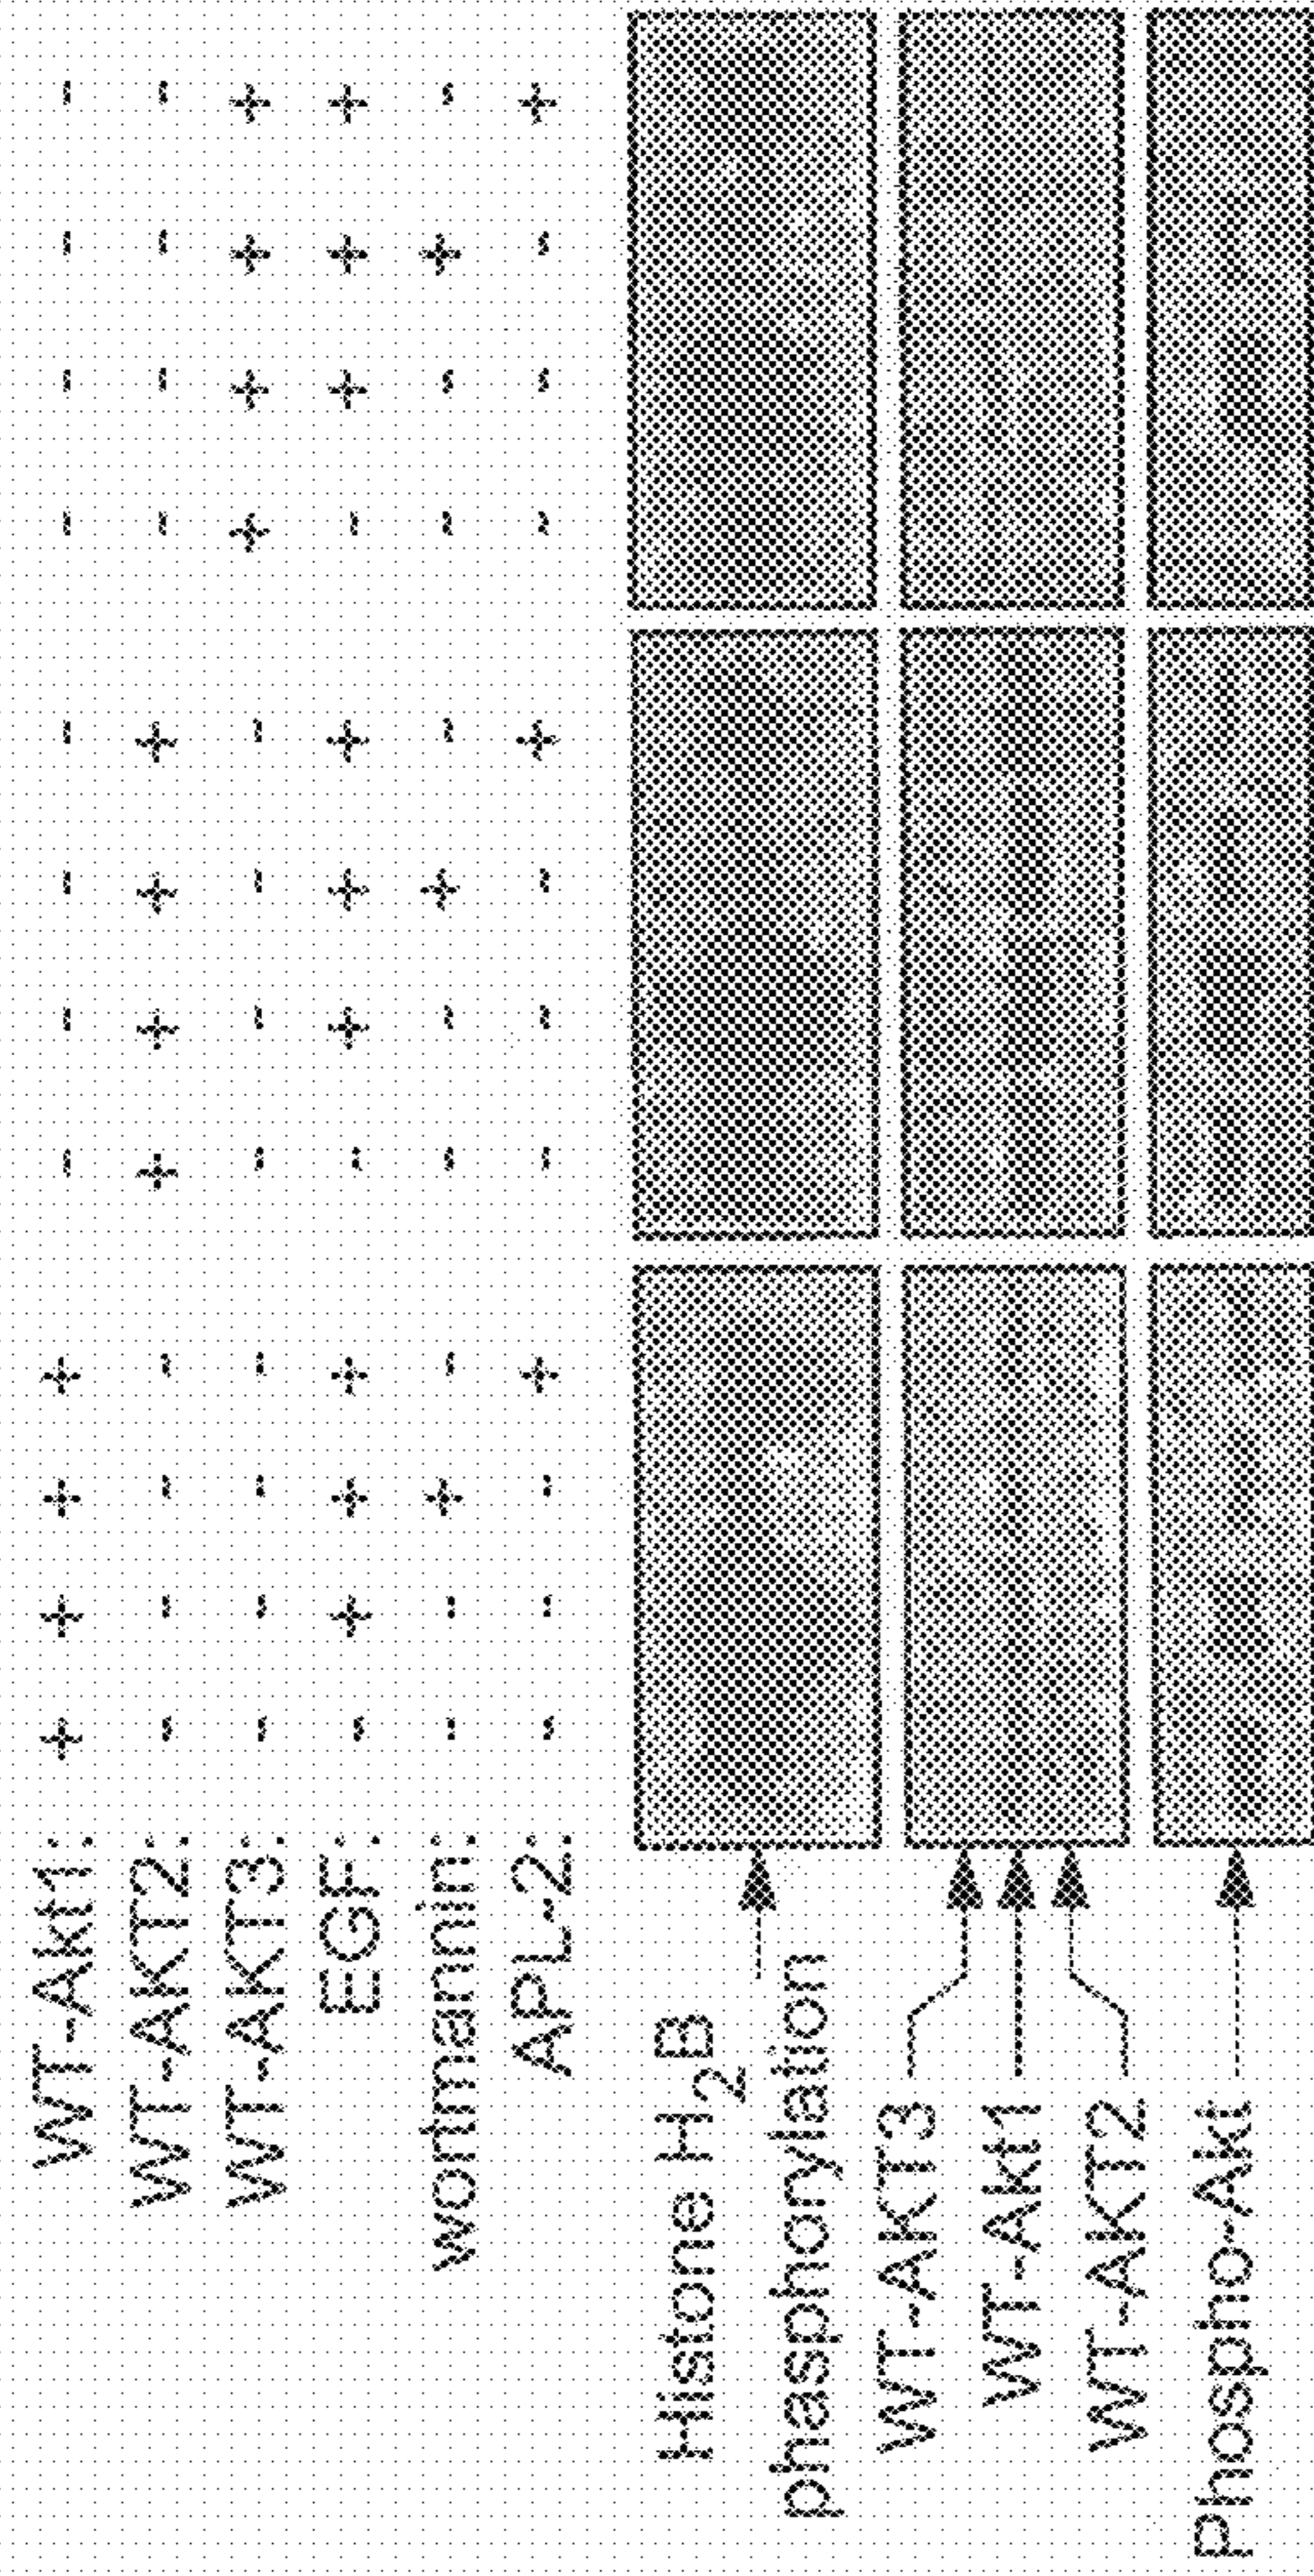 WT-Akt1: + + + + - - - - - - - -
WT-AKT2: - - - - + + + + - - - -
WT-AKT3: - - - - - - - - + + + +
EGF: - + + + - + + + - + + +
wortmannin: - - + - - - + - - - + -
APL-2: - - - + - - - + - - - +
Histone H2B
phasphonylation
WT-AKT3
WT-Akt1
WT-AKT2
Phospho-Akt